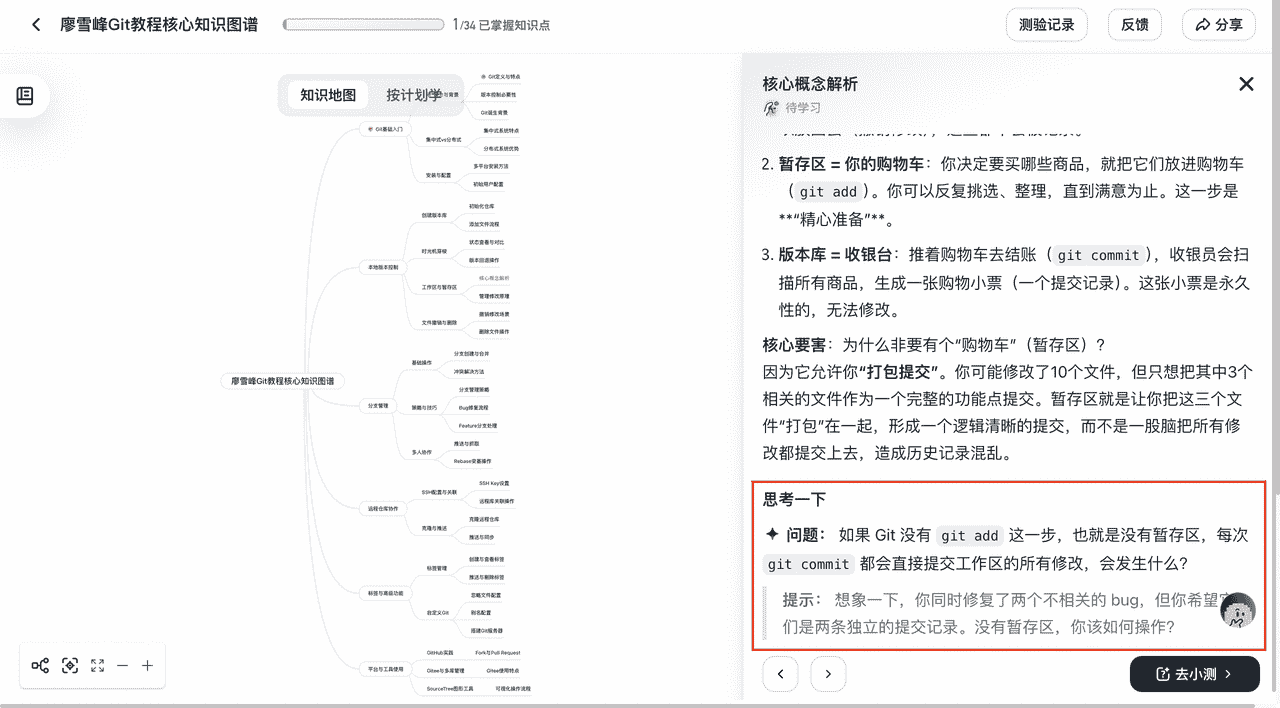 廖雪峰Git教程核心知识图谱
1/34 已掌握知识点
测验记录
反馈
分享
知识地图
按计划学
Git定义与特点
版本控制必要性
Git诞生背景
Git基础入门
集中式vs分布式
集中式系统特点
分布式系统优势
安装与配置
多平台安装方法
初始用户配置
本地版本控制
创建版本库
初始化仓库
添加文件流程
时光机穿梭
状态查看与对比
版本回退操作
工作区与暂存区
核心概念解析
管理修改原理
文件撤销与删除
撤销修改场景
删除文件操作
廖雪峰Git教程核心知识图谱
分支管理
基础操作
分支创建与合并
冲突解决方法
策略与技巧
分支管理策略
Bug修复流程
Feature分支处理
多人协作
推送与抓取
Rebase变基操作
远程仓库协作
SSH配置与关联
SSH Key设置
远程库关联操作
克隆与推送
克隆远程仓库
推送与同步
标签与高级功能
标签管理
创建与查看标签
推送与删除标签
自定义Git
忽略文件配置
别名配置
搭建Git服务器
平台与工具使用
GitHub实践
Fork与Pull Request
Gitee与多库管理
Gitee使用特点
SourceTree图形工具
可视化操作流程
核心概念解析
待学习
2. 暂存区 = 你的购物车：你决定要买哪些商品，就把它们放进购物车
（git add）。你可以反复挑选、整理，直到满意为止。这一步是
**“精心准备”**。
3. 版本库 = 收银台：推着购物车去结账（git commit），收银员会扫
描所有商品，生成一张购物小票（一个提交记录）。这张小票是永久
性的，无法修改。
核心要害：为什么非要有个“购物车”（暂存区）？
因为它允许你“打包提交”。你可能修改了10个文件，但只想把其中3个
相关的文件作为一个完整的功能点提交。暂存区就是让你把这三个文
件“打包”在一起，形成一个逻辑清晰的提交，而不是一股脑把所有修
改都提交上去，造成历史记录混乱。
思考一下
问题： 如果 Git 没有 git add 这一步，也就是没有暂存区，每次
git commit 都会直接提交工作区的所有修改，会发生什么?
提示： 想象一下，你同时修复了两个不相关的 bug，但你希望
们是两条独立的提交记录。没有暂存区，你该如何操作?
去小测